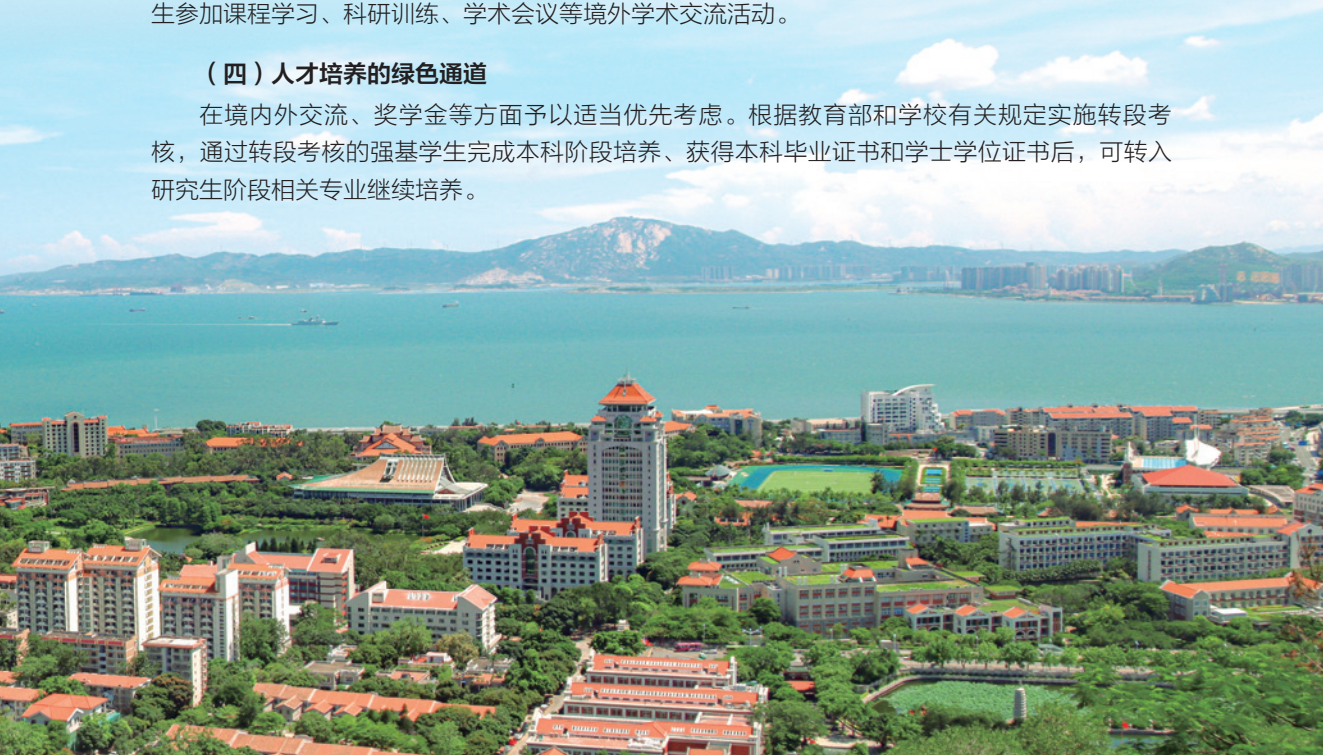 生参加课程学习、科研训练、学术会议等境外学术交流活动。
（四）人才培养的绿色通道
在境内外交流、奖学金等方面予以适当优先考虑。根据教育部和学校有关规定实施转段考
核，通过转段考核的强基学生完成本科阶段培养、获得本科毕业证书和学士学位证书后，可转入
研究生阶段相关专业继续培养。